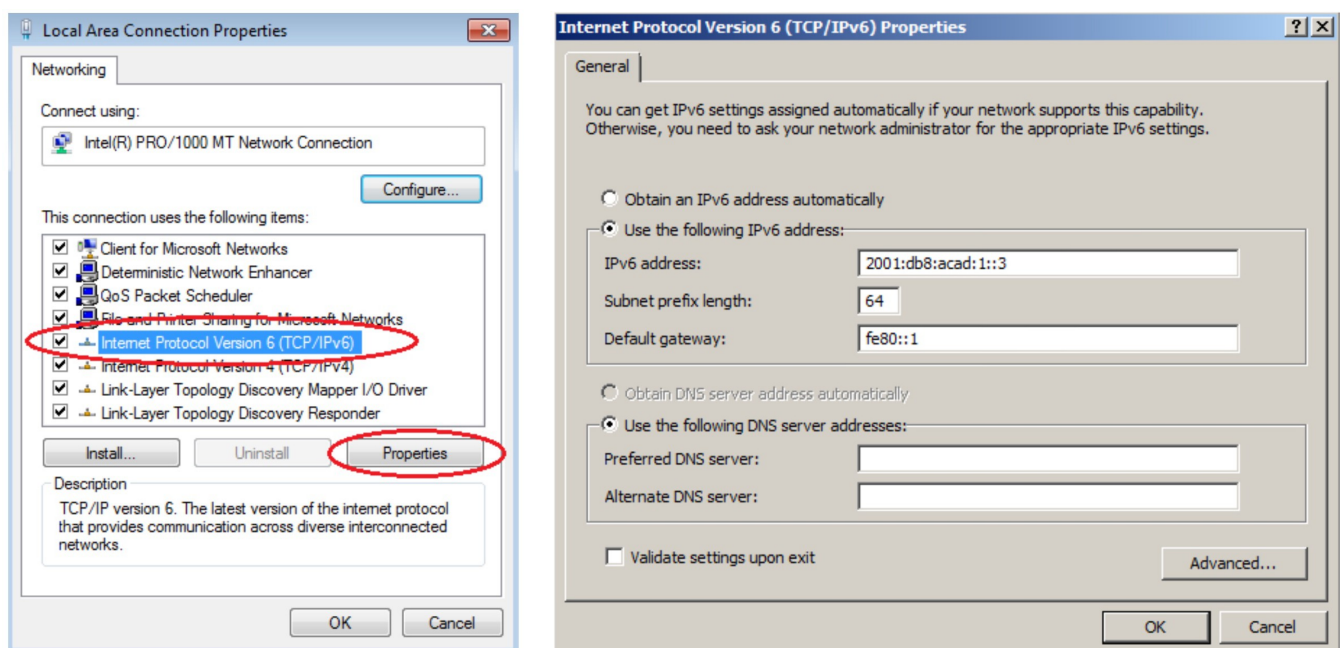 Local Area Connection Properties
Networking
Connect using:
Intel(R) PRO/1000 MT Network Connection
Configure...
This connection uses the following items:
Client for Microsoft Networks
Deterministic Network Enhancer
QoS Packet Scheduler
File and Printer Sharing for Microsoft Networks
Internet Protocol Version 6 (TCP/IPv6)
Internet Protocol Version 4 (TCP/IPv4)
Link-Layer Topology Discovery Mapper I/O Driver
Link-Layer Topology Discovery Responder
Install...
Uninstall
Properties
Description
TCP/IP version 6. The latest version of the internet protocol
that provides communication across diverse interconnected
networks.
OK
Cancel
Internet Protocol Version 6 (TCP/IPv6) Properties
General
You can get IPv6 settings assigned automatically if your network supports this capability.
Otherwise, you need to ask your network administrator for the appropriate IPv6 settings.
Obtain an IPv6 address automatically
Use the following IPv6 address:
IPv6 address: 2001:db8:acad:1::3
Subnet prefix length: 64
Default gateway: fe80::1
Obtain DNS server address automatically
Use the following DNS server addresses:
Preferred DNS server:
Alternate DNS server:
Validate settings upon exit
Advanced...
OK
Cancel